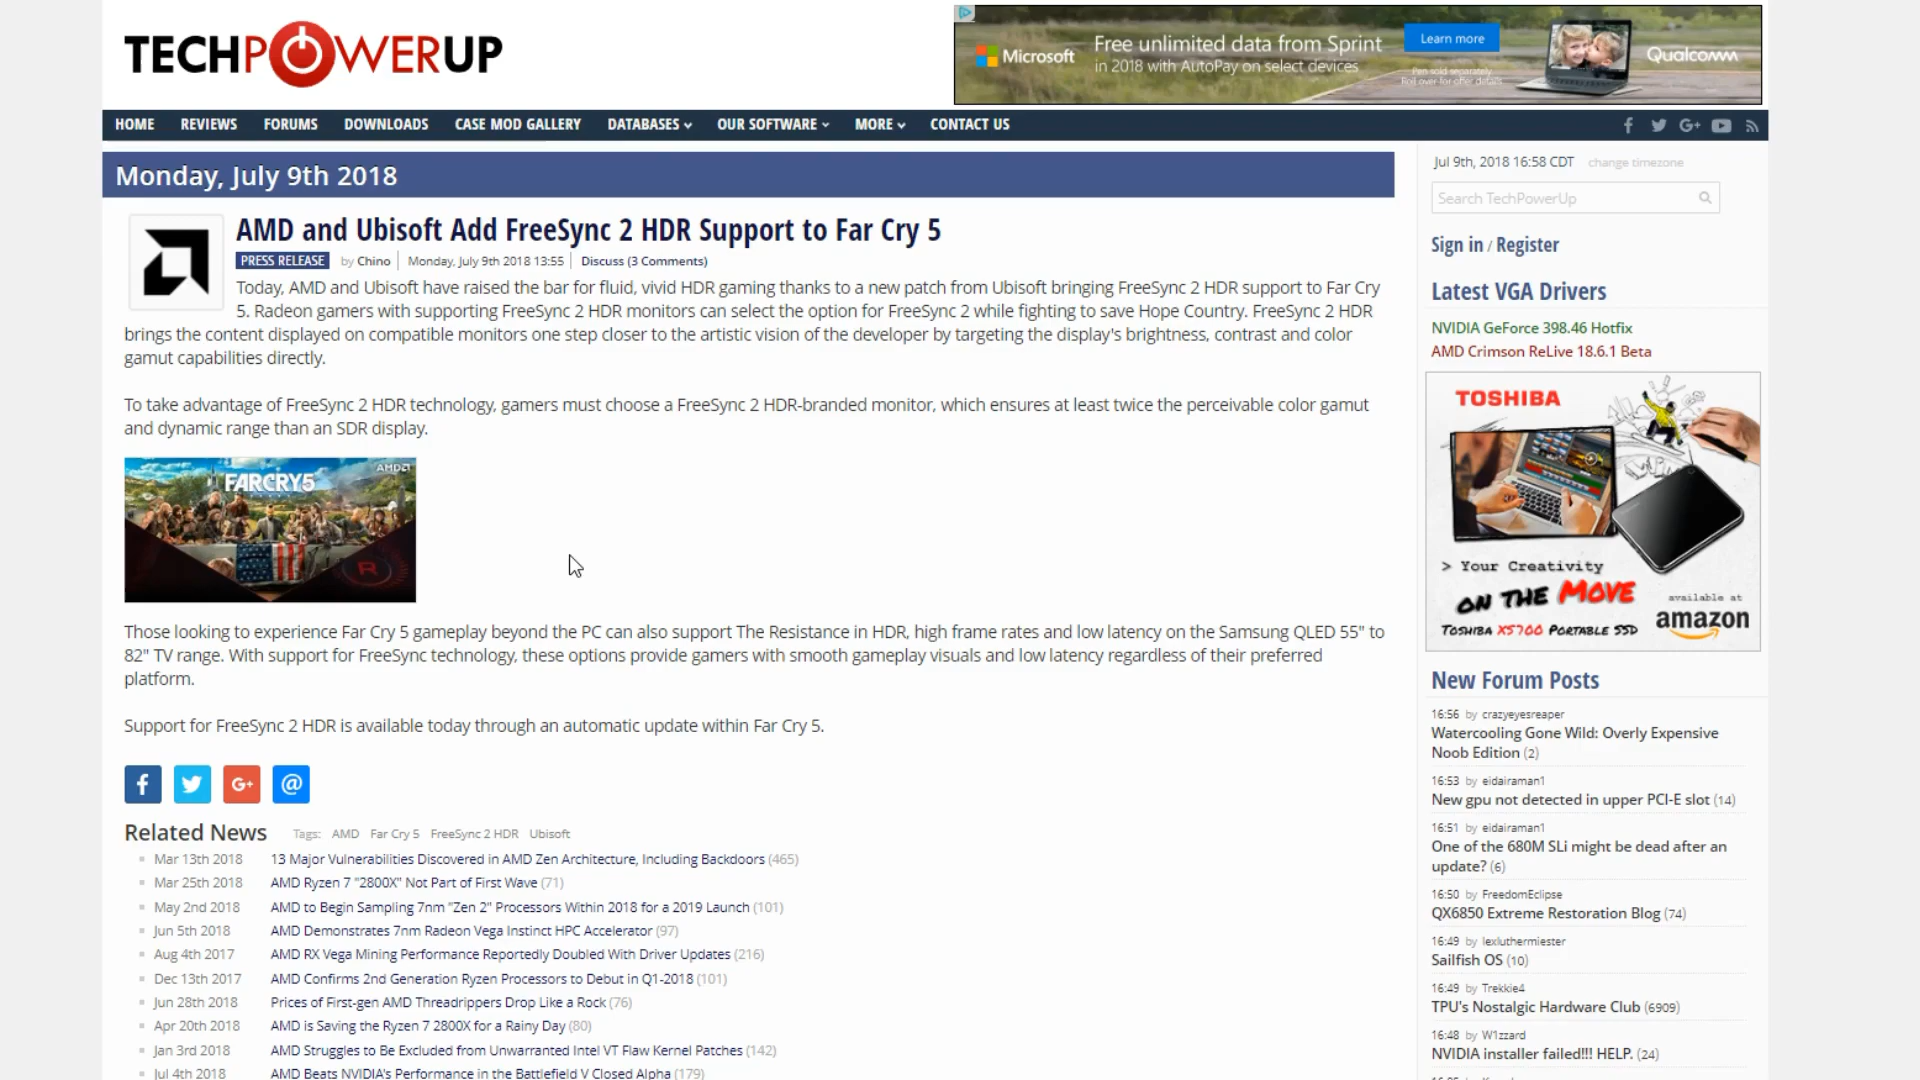 TECHPOWERUP
Microsoft
Free unlimited data from Sprint
in 2018 with AutoPay on select devices
Learn more
Pen sold separately.
Roll over for offer details
Qualcomm
HOME REVIEWS FORUMS DOWNLOADS CASE MOD GALLERY DATABASES OUR SOFTWARE MORE CONTACT US
Monday, July 9th 2018
AMD and Ubisoft Add FreeSync 2 HDR Support to Far Cry 5
PRESS RELEASE by Chino Monday, July 9th 2018 13:55 Discuss (3 Comments)
Today, AMD and Ubisoft have raised the bar for fluid, vivid HDR gaming thanks to a new patch from Ubisoft bringing FreeSync 2 HDR support to Far Cry
5. Radeon gamers with supporting FreeSync 2 HDR monitors can select the option for FreeSync 2 while fighting to save Hope Country. FreeSync 2 HDR
brings the content displayed on compatible monitors one step closer to the artistic vision of the developer by targeting the display's brightness, contrast and color
gamut capabilities directly.
To take advantage of FreeSync 2 HDR technology, gamers must choose a FreeSync 2 HDR-branded monitor, which ensures at least twice the perceivable color gamut
and dynamic range than an SDR display.
AMD
FARCRY5
R
Those looking to experience Far Cry 5 gameplay beyond the PC can also support The Resistance in HDR, high frame rates and low latency on the Samsung QLED 55" to
82" TV range. With support for FreeSync technology, these options provide gamers with smooth gameplay visuals and low latency regardless of their preferred
platform.
Support for FreeSync 2 HDR is available today through an automatic update within Far Cry 5.
f G+ @
Related News Tags: AMD Far Cry 5 FreeSync 2 HDR Ubisoft
Mar 13th 2018 13 Major Vulnerabilities Discovered in AMD Zen Architecture, Including Backdoors (465)
Mar 25th 2018 AMD Ryzen 7 "2800X" Not Part of First Wave (71)
May 2nd 2018 AMD to Begin Sampling 7nm "Zen 2" Processors Within 2018 for a 2019 Launch (101)
Jun 5th 2018 AMD Demonstrates 7nm Radeon Vega Instinct HPC Accelerator (97)
Aug 4th 2017 AMD RX Vega Mining Performance Reportedly Doubled With Driver Updates (216)
Dec 13th 2017 AMD Confirms 2nd Generation Ryzen Processors to Debut in Q1-2018 (101)
Jun 28th 2018 Prices of First-gen AMD Threadrippers Drop Like a Rock (76)
Apr 20th 2018 AMD is Saving the Ryzen 7 2800X for a Rainy Day (80)
Jan 3rd 2018 AMD Struggles to Be Excluded from Unwarranted Intel VT Flaw Kernel Patches (142)
Jul 4th 2018 AMD Beats NVIDIA's Performance in the Battlefield V Closed Alpha (179)
f G+
Jul 9th, 2018 16:58 CDT change timezone
Search TechPowerUp
Sign in / Register
Latest VGA Drivers
NVIDIA GeForce 398.46 Hotfix
AMD Crimson ReLive 18.6.1 Beta
TOSHIBA
> Your Creativity
ON THE MOVE
TOSHIBA X5700 PORTABLE SSD
available at
amazon
New Forum Posts
16:56 by crazyeyesreaper
Watercooling Gone Wild: Overly Expensive
Noob Edition (2)
16:53 by eidairaman1
New gpu not detected in upper PCI-E slot (14)
16:51 by eidairaman1
One of the 680M SLi might be dead after an
update? (6)
16:50 by FreedomEclipse
QX6850 Extreme Restoration Blog (74)
16:49 by lexluthermiester
Sailfish OS (10)
16:49 by Trekkie4
TPU's Nostalgic Hardware Club (6909)
16:48 by W1zzard
NVIDIA installer failed!!! HELP. (24)